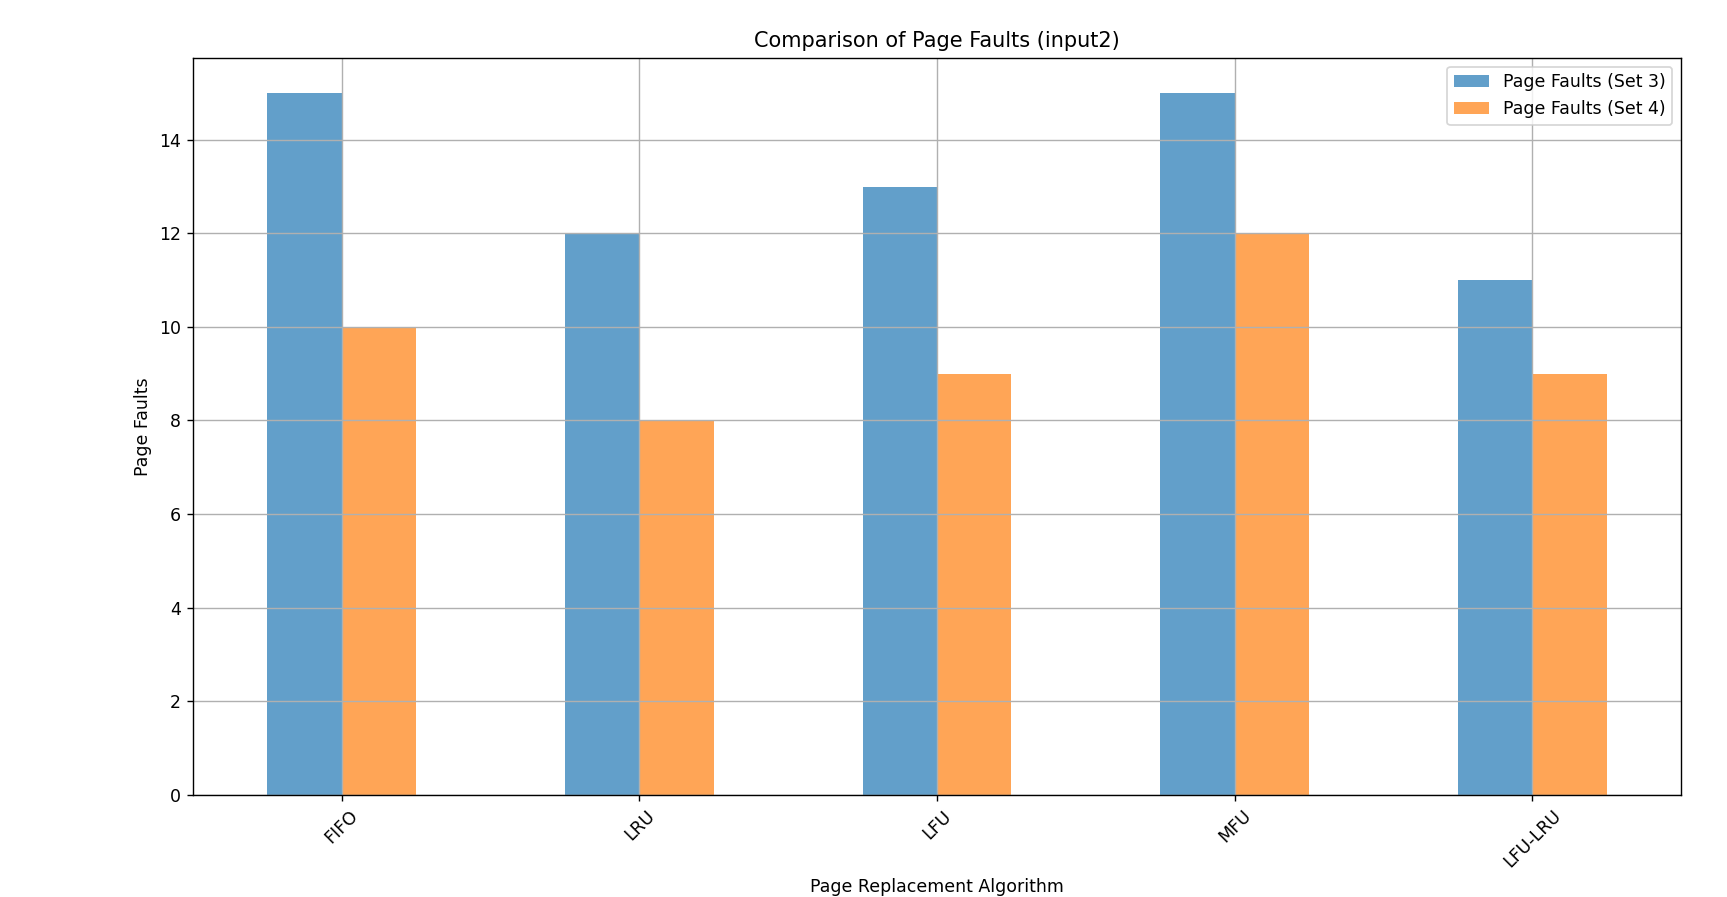 Comparison of Page Faults (input2)
Page Faults (Set 3)
Page Faults (Set 4)
14
12
10
8
6
4
2
0
Page Faults
FIFO
LRU
LFU
MFU
LFU-LRU
Page Replacement Algorithm